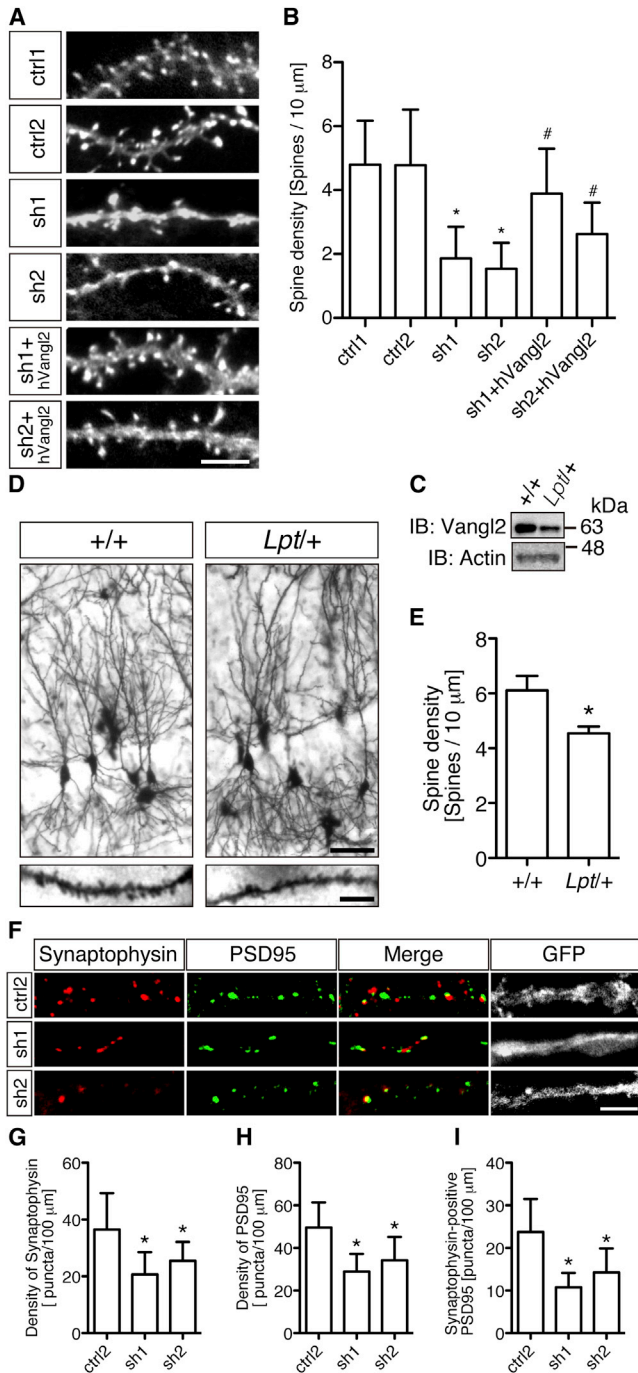 A
ctrl1
ctrl2
sh1
sh2
sh1+
hVangl2
sh2+
hVangl2
B
Spine density [Spines / 10 µm]
8
6
4
2
0
*
*
#
#
ctrl1
ctrl2
sh1
sh2
sh1+hVangl2
sh2+hVangl2
C
+/+
Lpt/+
kDa
IB: Vangl2
63
48
IB: Actin
D
+/+
Lpt/+
E
Spine density
[Spines / 10 µm]
8
6
4
2
0
*
+/+
Lpt/+
F
Synaptophysin
PSD95
Merge
GFP
ctrl2
sh1
sh2
G
Density of Synaptophysin
[ puncta/100 µm]
60
40
20
0
*
*
ctrl2
sh1
sh2
H
Density of PSD95
[ puncta/100 µm]
80
60
40
20
0
*
*
ctrl2
sh1
sh2
I
Synaptophysin-positive
PSD95 [puncta/100 µm]
40
30
20
10
0
*
*
ctrl2
sh1
sh2